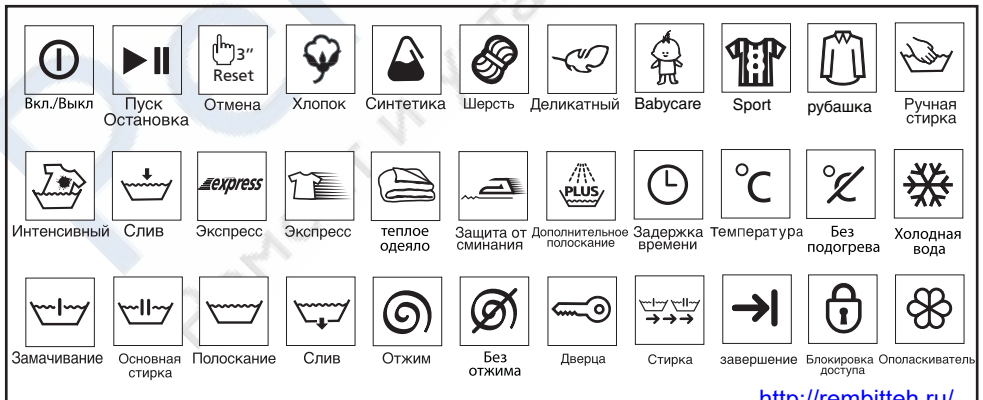 3” Reset
Вкл./Выкл Пуск Остановка Отмена Хлопок Синтетика Шерсть Деликатный Babycare Sport рубашка Ручная стирка
express PLUS °C
Интенсивный Слив Экспресс Экспресс теплое одеяло Защита от сминания Дополнительное полоскание Задержка времени температура Без подогрева Холодная вода
Замачивание Основная стирка Полоскание Слив Отжим Без отжима Дверца Стирка завершение Блокировка доступа Ополаскиватель
http://rembitteh.ru/